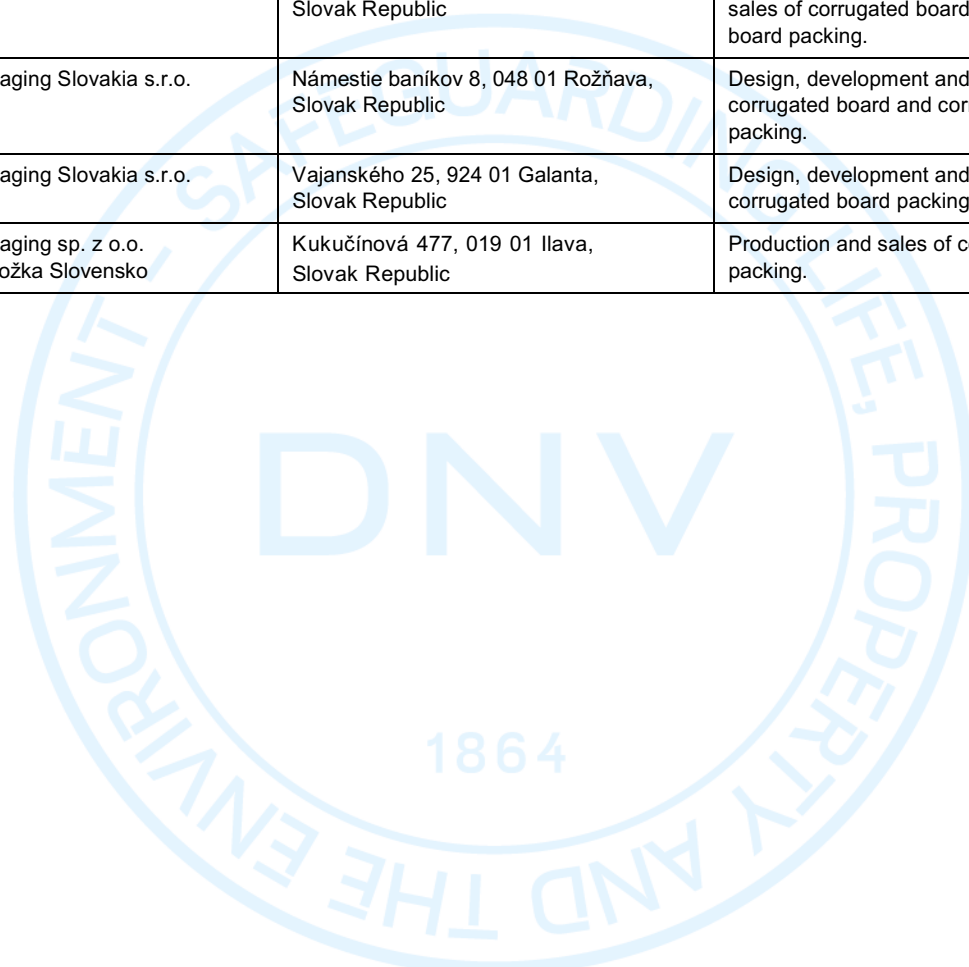 Slovak Republic
sales of corrugated board
board packing.
aging Slovakia s.r.o.
Námestie baníkov 8, 048 01 Rožňava,
Slovak Republic
Design, development and
corrugated board and cor
packing.
aging Slovakia s.r.o.
Vajanského 25, 924 01 Galanta,
Slovak Republic
Design, development and
corrugated board packing
aging sp. z o.o.
ožka Slovensko
Kukučínová 477, 019 01 Ilava,
Slovak Republic
Production and sales of c
packing.
SAFEGUARDING LIFE, PROPERTY AND THE ENVIRONMENT –
DNV
1864